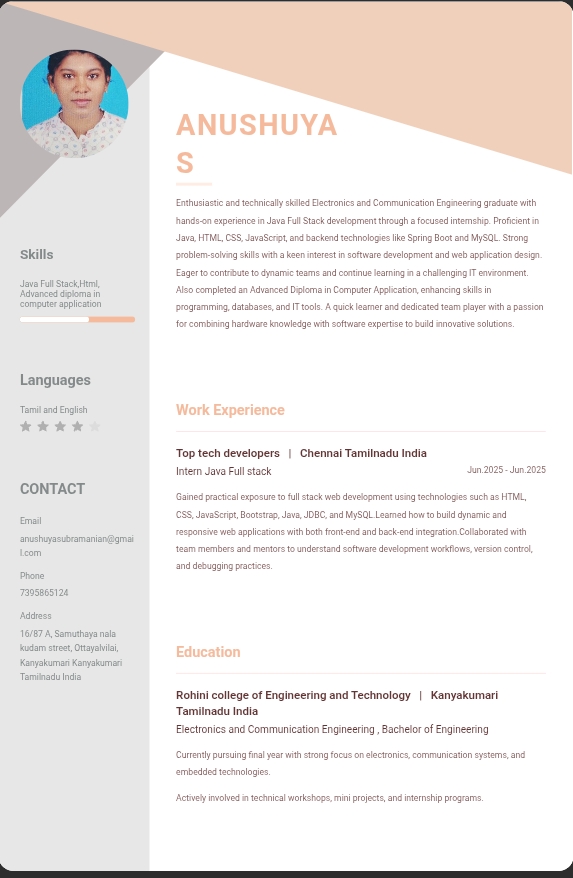 ANUSHUYA
S
Enthusiastic and technically skilled Electronics and Communication Engineering graduate with
hands-on experience in Java Full Stack development through a focused internship. Proficient in
Java, HTML, CSS, JavaScript, and backend technologies like Spring Boot and MySQL. Strong
problem-solving skills with a keen interest in software development and web application design.
Eager to contribute to dynamic teams and continue learning in a challenging IT environment.
Also completed an Advanced Diploma in Computer Application, enhancing skills in
programming, databases, and IT tools. A quick learner and dedicated team player with a passion
for combining hardware knowledge with software expertise to build innovative solutions.
Skills
Java Full Stack,Html,
Advanced diploma in
computer application
Languages
Tamil and English
CONTACT
Email
anushuyasubramanian@gmai
l.com
Phone
7395865124
Address
16/87 A, Samuthaya nala
kudam street, Ottayalvilai,
Kanyakumari Kanyakumari
Tamilnadu India
Work Experience
Top tech developers | Chennai Tamilnadu India
Intern Java Full stack Jun.2025 - Jun.2025
Gained practical exposure to full stack web development using technologies such as HTML,
CSS, JavaScript, Bootstrap, Java, JDBC, and MySQL.Learned how to build dynamic and
responsive web applications with both front-end and back-end integration.Collaborated with
team members and mentors to understand software development workflows, version control,
and debugging practices.
Education
Rohini college of Engineering and Technology | Kanyakumari
Tamilnadu India
Electronics and Communication Engineering , Bachelor of Engineering
Currently pursuing final year with strong focus on electronics, communication systems, and
embedded technologies.
Actively involved in technical workshops, mini projects, and internship programs.